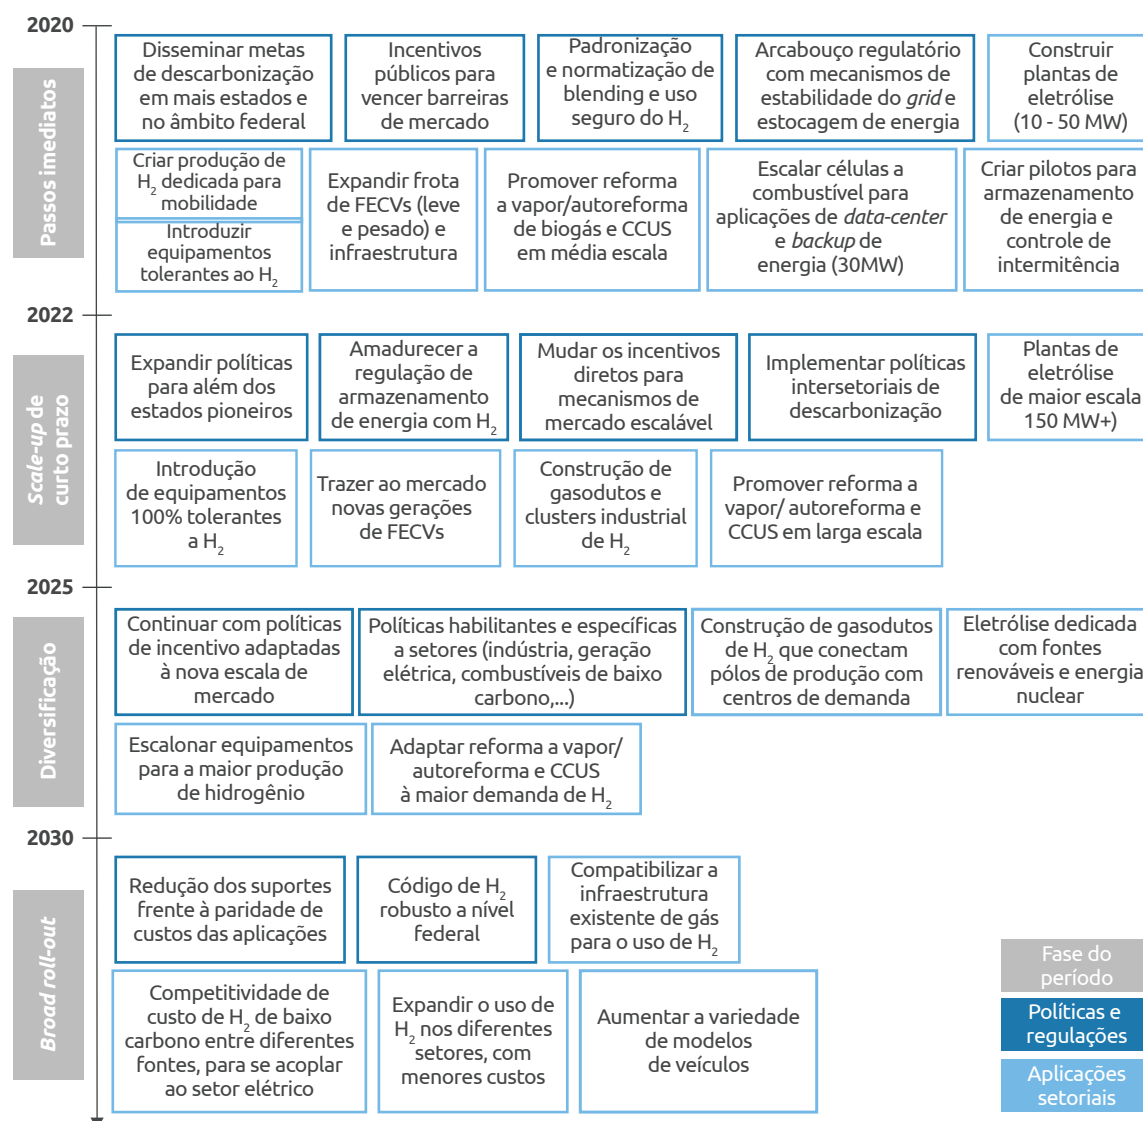 2020
Passos imediatos
Disseminar metas
de descarbonização
em mais estados e
no âmbito federal
Incentivos
públicos para
vencer barreiras
de mercado
Padronização
e normatização de
blending e uso
seguro do H₂
Arcabouço regulatório
com mecanismos de
estabilidade do grid e
estocagem de energia
Construir
plantas de
eletrólise
(10 - 50 MW)
Criar produção de
H₂ dedicada para
mobilidade
Introduzir
equipamentos
tolerantes ao H₂
Expandir frota
de FECVs (leve
e pesado) e
infraestrutura
Promover reforma
a vapor/autoreforma
de biogás e CCUS
em média escala
Escalar células a
combustível para
aplicações de data-center
e backup de
energia (30MW)
Criar pilotos para
armazenamento
de energia e
controle de
intermitência
2022
Scale-up de
curto prazo
Expandir políticas
para além dos
estados pioneiros
Amadurecer a
regulação de
armazenamento
de energia com H₂
Mudar os incentivos
diretos para
mecanismos de
mercado escalável
Implementar políticas
intersetoriais de
descarbonização
Plantas de
eletrólise
de maior escala
150 MW+)
Introdução
de equipamentos
100% tolerantes
a H₂
Trazer ao mercado
novas gerações
de FECVs
Construção de
gasodutos e
clusters industrial
de H₂
Promover reforma a
vapor/ autoreforma e
CCUS em larga escala
2025
Diversificação
Continuar com políticas
de incentivo adaptadas
à nova escala de
mercado
Políticas habilitantes e específicas
a setores (indústria, geração
elétrica, combustíveis de baixo
carbono,...)
Construção de gasodutos
de H₂ que conectam
pólos de produção com
centros de demanda
Eletrólise dedicada
com fontes
renováveis e energia
nuclear
Escalonar equipamentos
para a maior produção
de hidrogênio
Adaptar reforma a vapor/
autoreforma e CCUS
à maior demanda de H₂
2030
Broad roll-out
Redução dos suportes
frente à paridade de
custos das aplicações
Código de H₂
robusto a nível
federal
Compatibilizar a
infraestrutura
existente de gás
para o uso de H₂
Competitividade de
custo de H₂ de baixo
carbono entre diferentes
fontes, para se acoplar
ao setor elétrico
Expandir o uso de
H₂ nos diferentes
setores, com
menores custos
Aumentar a variedade
de modelos
de veículos
Fase do
período
Políticas e
regulações
Aplicações
setoriais